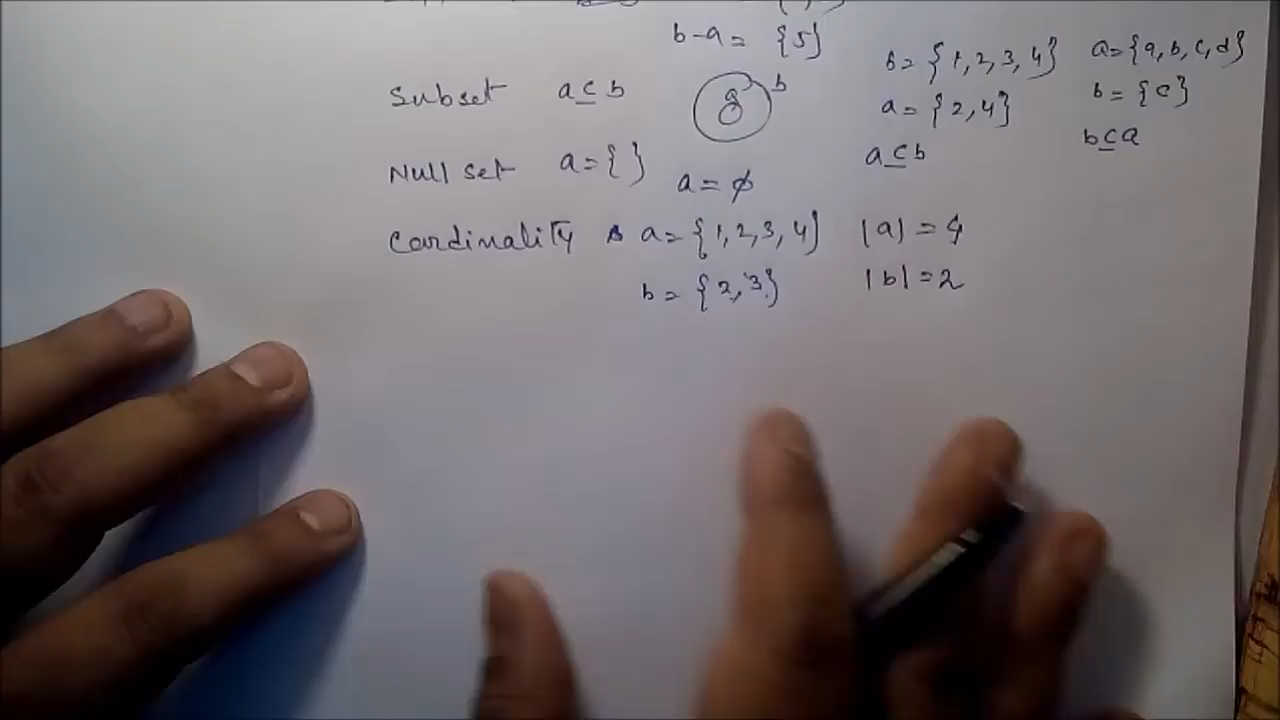 b-a = {5}
Subset a⊆b a b b = {1,2,3,4} a={a,b,c,d}
a = {2,4} b = {c}
a⊆b b⊆a
Null set a={ } a = φ
Cardinality a={1,2,3,4} |a| = 4
b = {2,3} |b| = 2